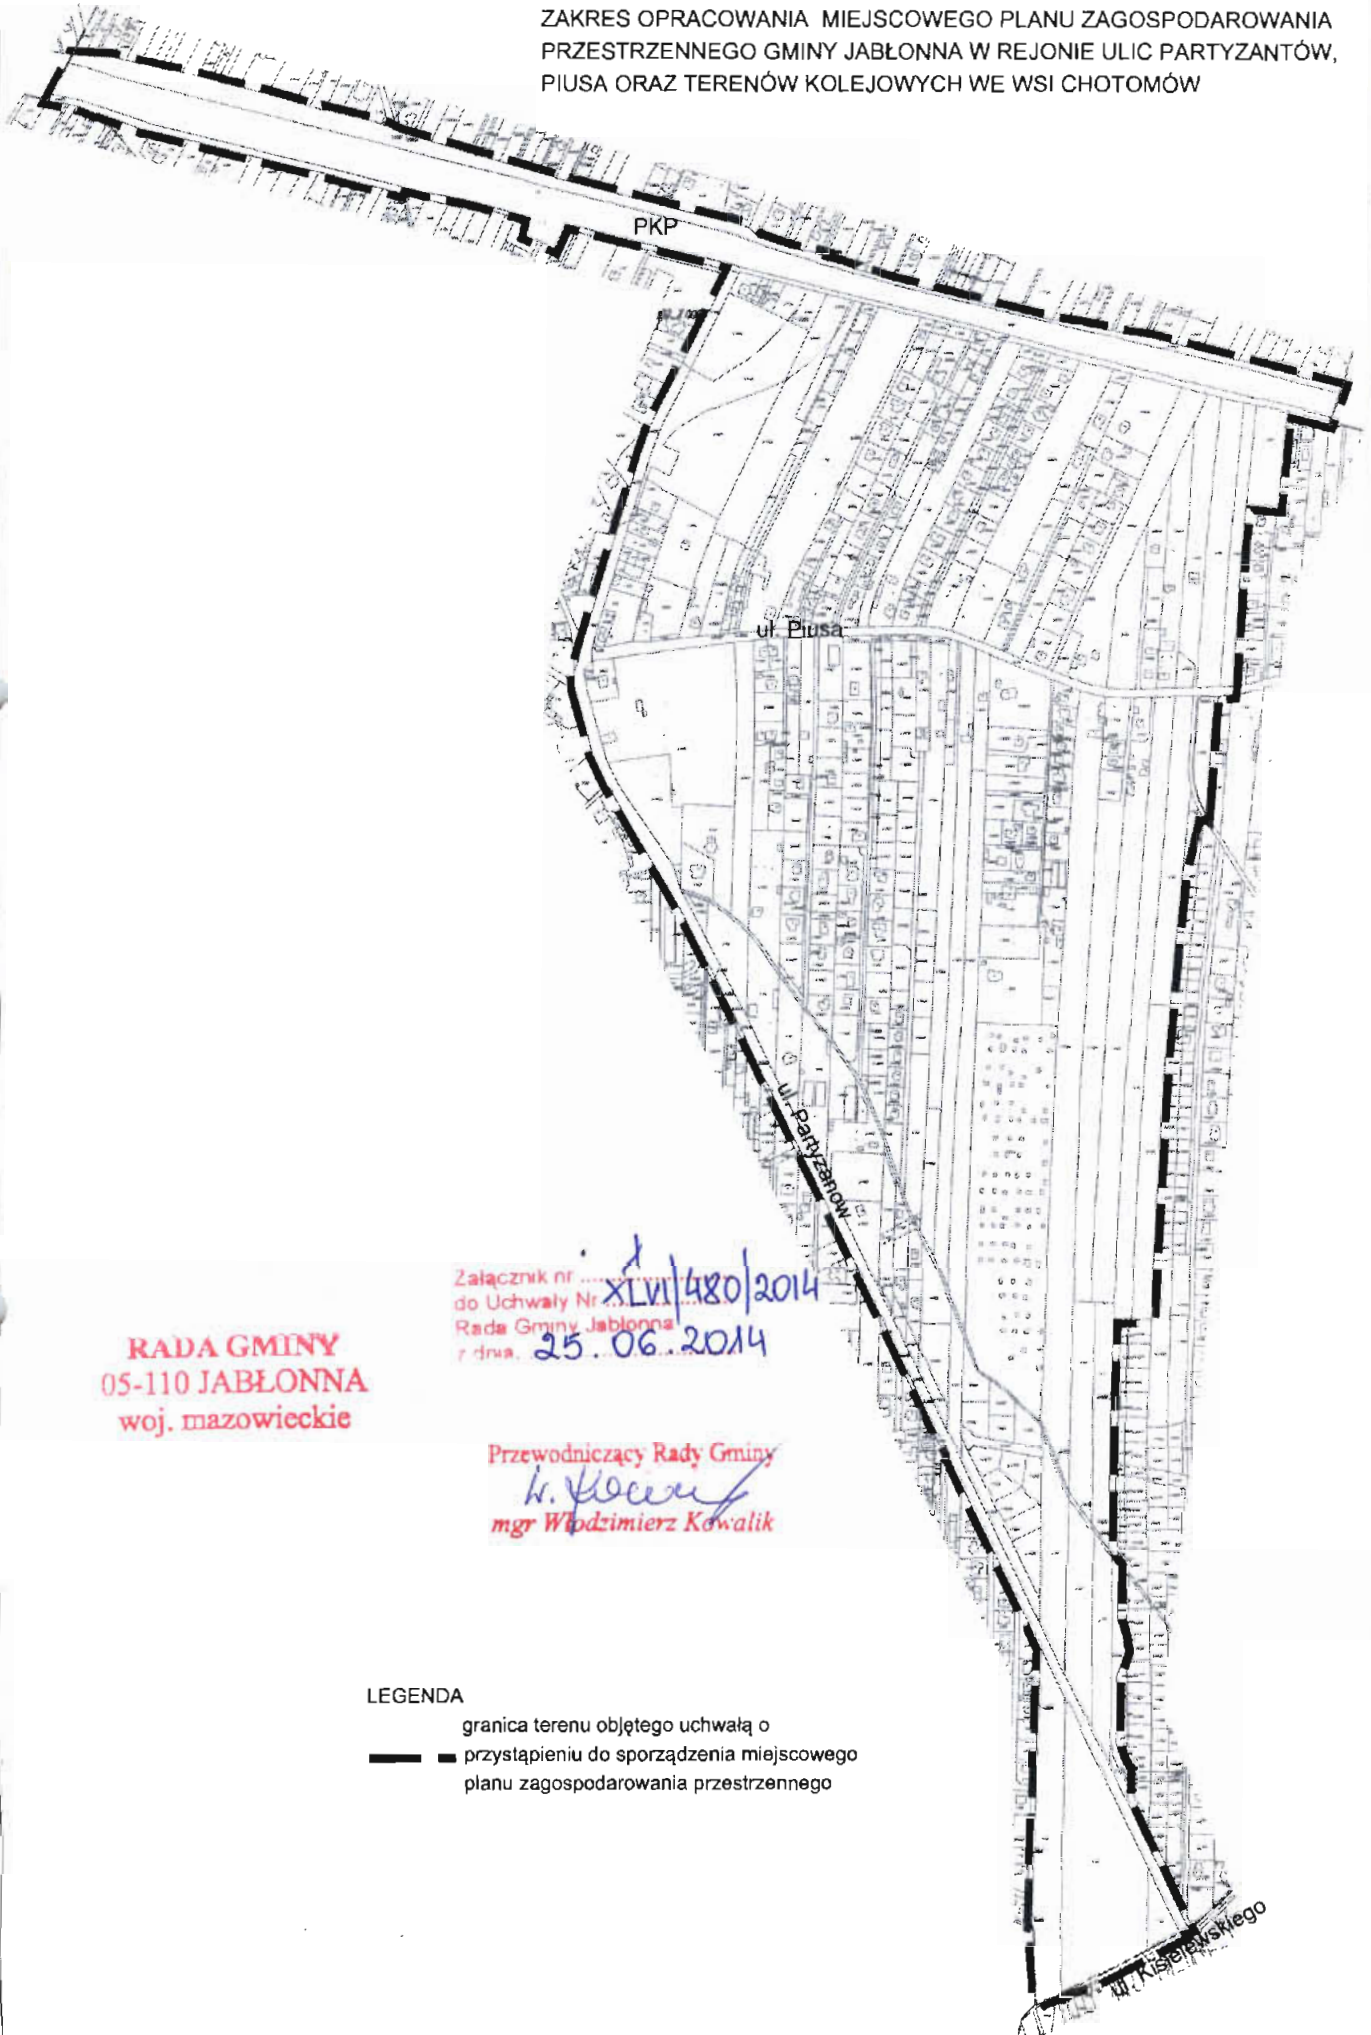 ZAKRES OPRACOWANIA MIEJSCOWEGO PLANU ZAGOSPODAROWANIA
PRZESTRZENNEGO GMINY JABŁONNA W REJONIE ULIC PARTYZANTÓW,
PIUSA ORAZ TERENÓW KOLEJOWYCH WE WSI CHOTOMÓW
PKP
ul. Piusa
ul. Partyzanow
Załącznik nr 1
do Uchwały Nr XLVI/480/2014
Rada Gminy Jabłonna
z dnia. 25.06.2014
RADA GMINY
05-110 JABŁONNA
woj. mazowieckie
Przewodniczący Rady Gminy
mgr Włodzimierz Kowalik
LEGENDA
granica terenu objętego uchwałą o
przystąpieniu do sporządzenia miejscowego
planu zagospodarowania przestrzennego
ul. Kisielewskiego